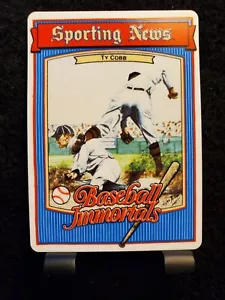 Sporting News
TY COBB
Baseball
Immortals